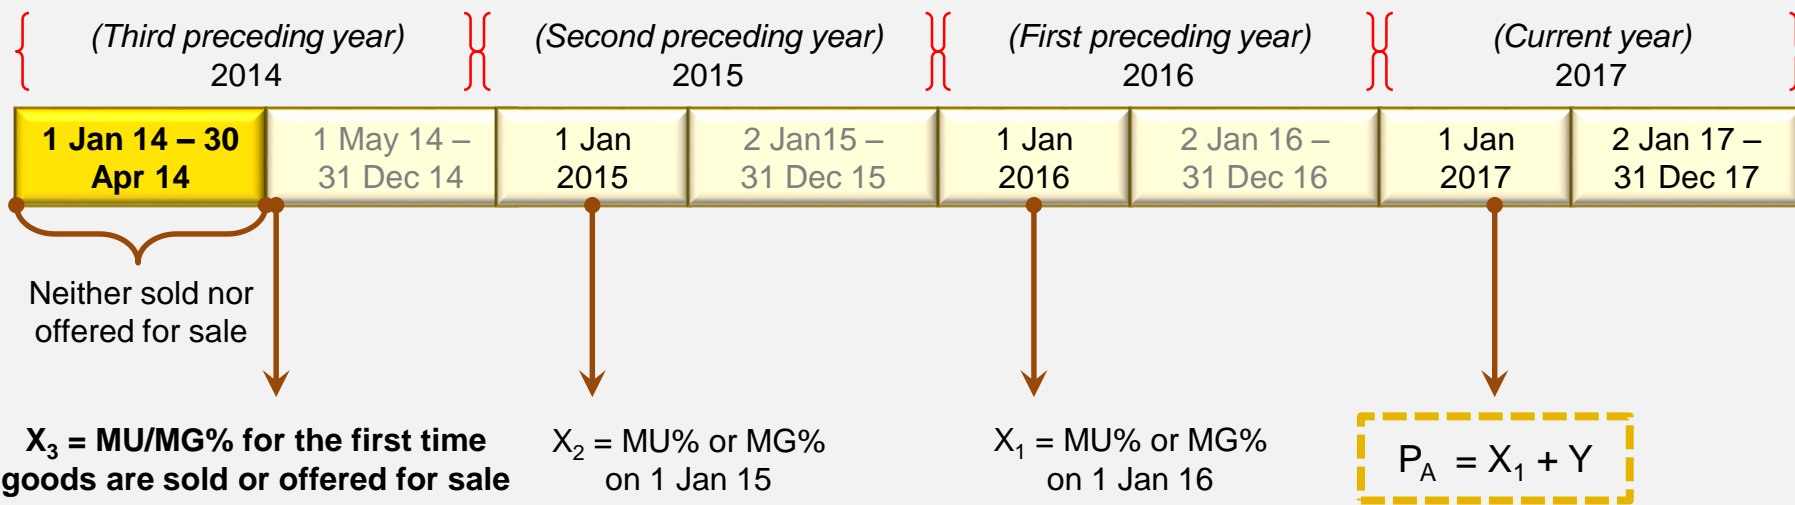 (Third preceding year)
2014
(Second preceding year)
2015
(First preceding year)
2016
(Current year)
2017
1 Jan 14 – 30
Apr 14
1 May 14 –
31 Dec 14
1 Jan
2015
2 Jan15 –
31 Dec 15
1 Jan
2016
2 Jan 16 –
31 Dec 16
1 Jan
2017
2 Jan 17 –
31 Dec 17
Neither sold nor
offered for sale
X₃ = MU/MG% for the first time
goods are sold or offered for sale
X₂ = MU% or MG%
on 1 Jan 15
X₁ = MU% or MG%
on 1 Jan 16
P_A = X₁ + Y